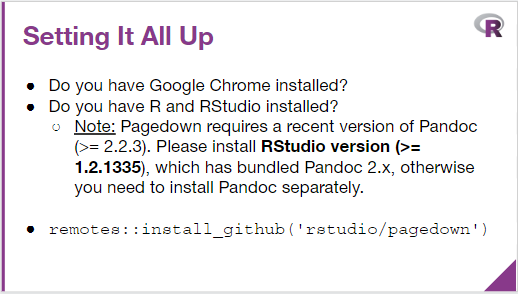 Setting It All Up
R
● Do you have Google Chrome installed?
● Do you have R and RStudio installed?
○ Note: Pagedown requires a recent version of Pandoc
(>= 2.2.3). Please install RStudio version (>=
1.2.1335), which has bundled Pandoc 2.x, otherwise
you need to install Pandoc separately.
● remotes::install_github('rstudio/pagedown')